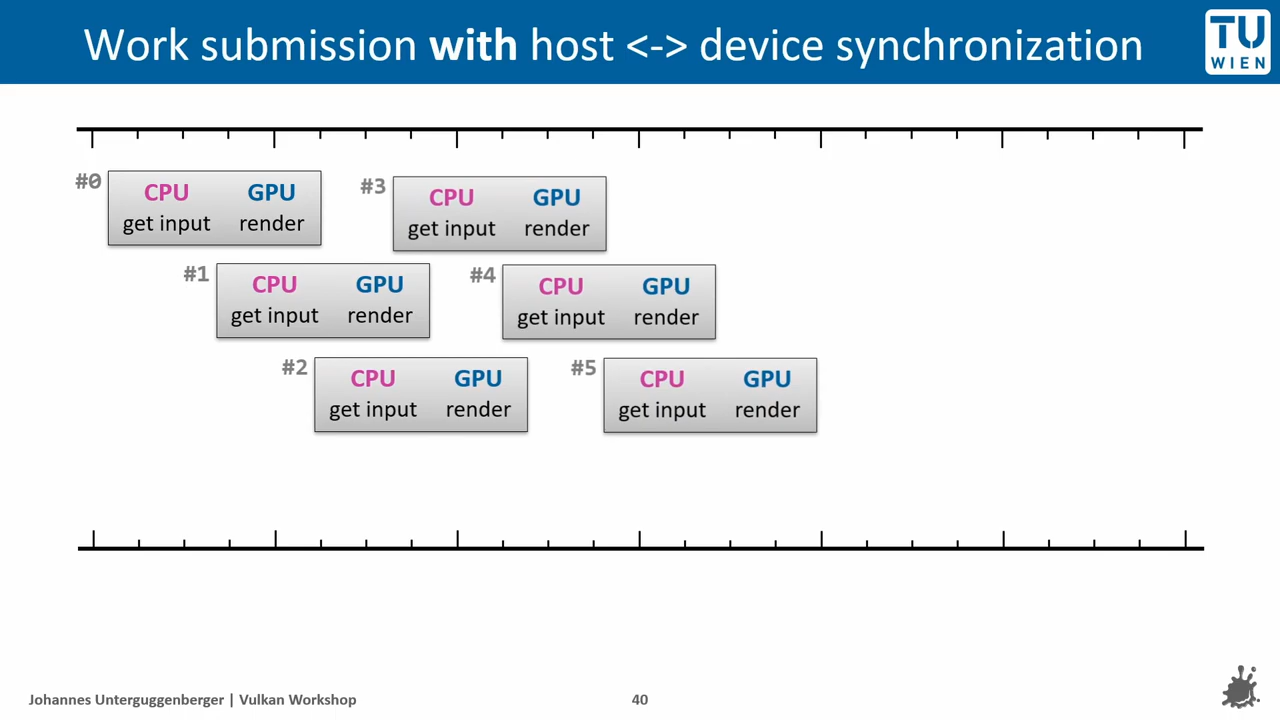 Work submission with host <-> device synchronization
TU
WIEN
#0
CPU GPU
get input render
#3
CPU GPU
get input render
#1
CPU GPU
get input render
#4
CPU GPU
get input render
#2
CPU GPU
get input render
#5
CPU GPU
get input render
Johannes Unterguggenberger | Vulkan Workshop
40